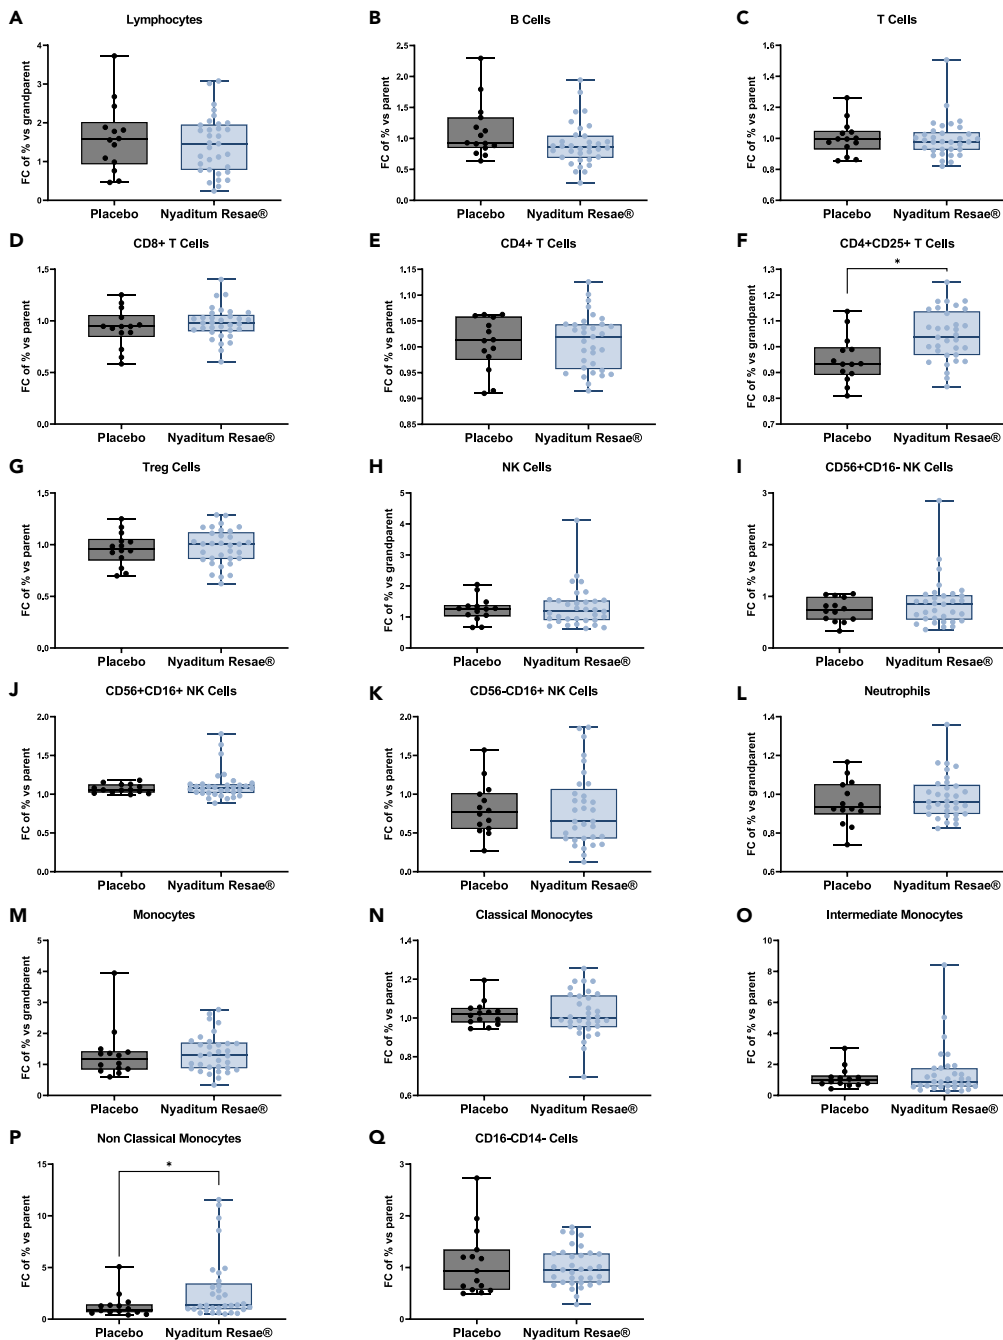 A
Lymphocytes
FC of % vs grandparent
4
3
2
1
0
Placebo
Nyaditum Resae®
B
B Cells
FC of % vs parent
2.5
2.0
1.5
1.0
0.5
0.0
Placebo
Nyaditum Resae®
C
T Cells
FC of % vs parent
1.6
1.4
1.2
1.0
0.8
0.6
Placebo
Nyaditum Resae®
D
CD8+ T Cells
FC of % vs parent
1.5
1.0
0.5
0.0
Placebo
Nyaditum Resae®
E
CD4+ T Cells
FC of % vs parent
1.15
1.10
1.05
1.00
0.95
0.90
0.85
Placebo
Nyaditum Resae®
F
CD4+CD25+ T Cells
FC of % vs grandparent
1.3
1.2
1.1
1.0
0.9
0.8
0.7
*
Placebo
Nyaditum Resae®
G
Treg Cells
FC of % vs parent
1.5
1.0
0.5
0.0
Placebo
Nyaditum Resae®
H
NK Cells
FC of % vs grandparent
5
4
3
2
1
0
Placebo
Nyaditum Resae®
I
CD56+CD16- NK Cells
FC of % vs parent
3
2
1
0
Placebo
Nyaditum Resae®
J
CD56+CD16+ NK Cells
FC of % vs parent
2.0
1.5
1.0
0.5
0.0
Placebo
Nyaditum Resae®
K
CD56-CD16+ NK Cells
FC of % vs parent
2.0
1.5
1.0
0.5
0.0
Placebo
Nyaditum Resae®
L
Neutrophils
FC of % vs grandparent
1.4
1.2
1.0
0.8
0.6
Placebo
Nyaditum Resae®
M
Monocytes
FC of % vs grandparent
5
4
3
2
1
0
Placebo
Nyaditum Resae®
N
Classical Monocytes
FC of % vs parent
1.4
1.2
1.0
0.8
0.6
Placebo
Nyaditum Resae®
O
Intermediate Monocytes
FC of % vs parent
10
8
6
4
2
0
Placebo
Nyaditum Resae®
P
Non Classical Monocytes
FC of % vs parent
15
10
5
0
*
Placebo
Nyaditum Resae®
Q
CD16-CD14- Cells
FC of % vs parent
3
2
1
0
Placebo
Nyaditum Resae®